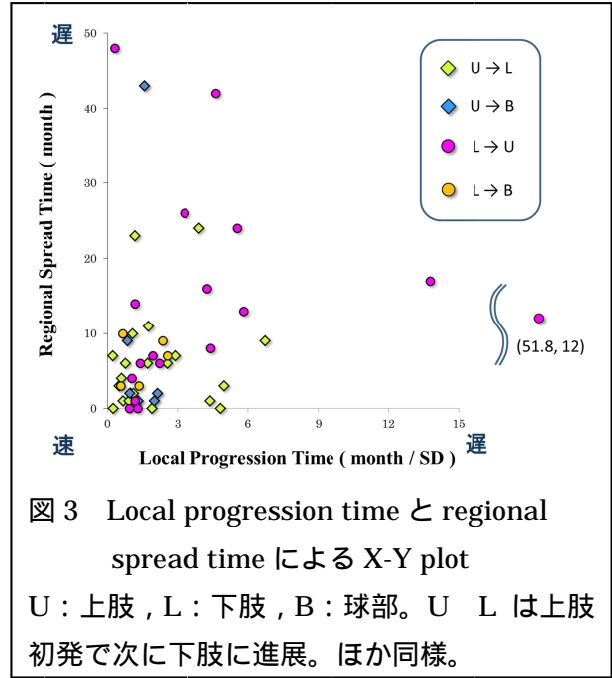 遅
50
40
30
20
10
0
Regional Spread Time ( month )
U → L
U → B
L → U
L → B
(51.8, 12)
0 3 6 9 12 15
速 遅
Local Progression Time ( month / SD )
図 3 Local progression time と regional
spread time による X-Y plot
U：上肢，L：下肢，B：球部。U L は上肢
初発で次に下肢に進展。ほか同様。